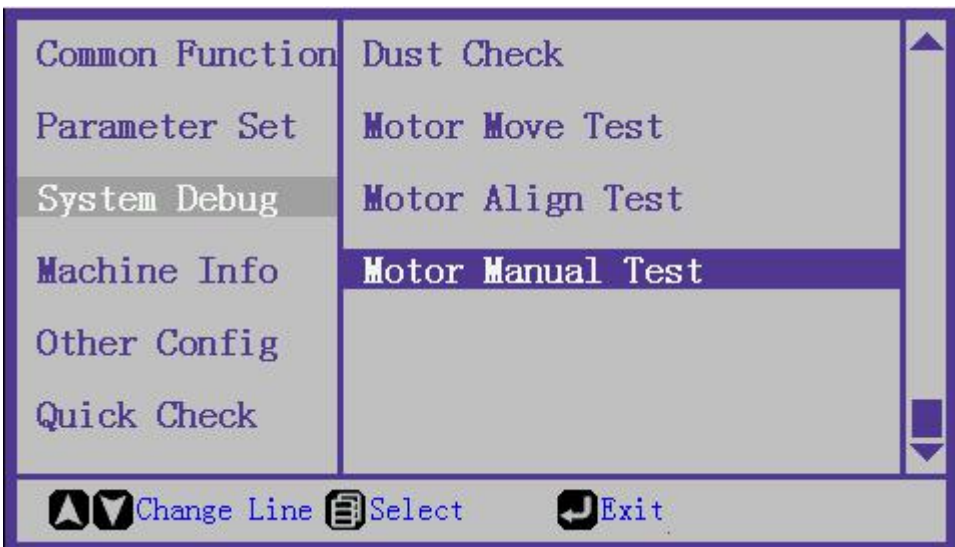 Common Function
Parameter Set
System Debug
Machine Info
Other Config
Quick Check
Dust Check
Motor Move Test
Motor Align Test
Motor Manual Test
Change Line Select Exit